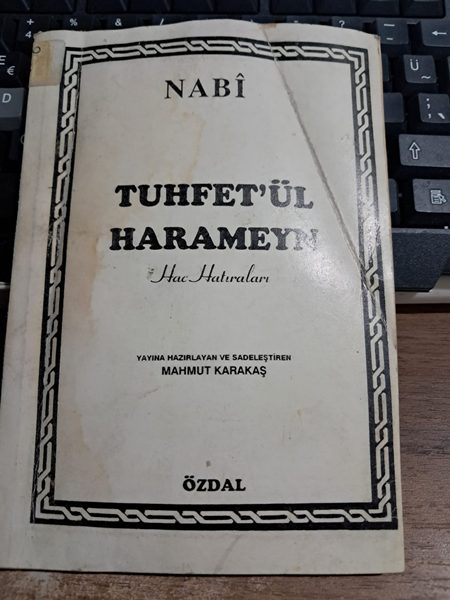 NABÎ
TUHFET'ÜL
HARAMEYN
Hac Hatıraları
YAYINA HAZIRLAYAN VE SADELEŞTİREN
MAHMUT KARAKAŞ
ÖZDAL